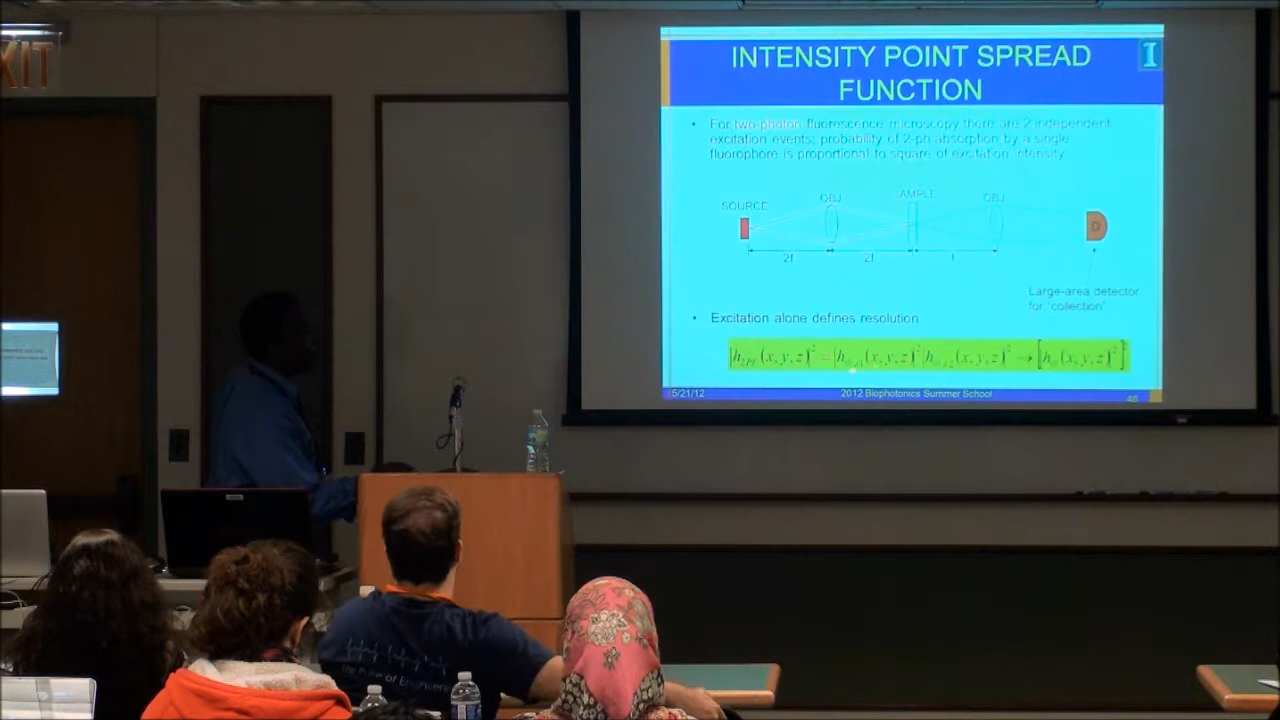 XIT
INTENSITY POINT SPREAD
FUNCTION
I
• For two-photon fluorescence microscopy there are 2 independent
excitation events; probability of 2-ph absorption by a single
fluorophore is proportional to square of excitation intensity
SOURCE
OBJ
SAMPLE
OBJ
D
2f
2f
f
Large-area detector
for "collection"
• Excitation alone defines resolution
5/21/12
2012 Biophotonics Summer School